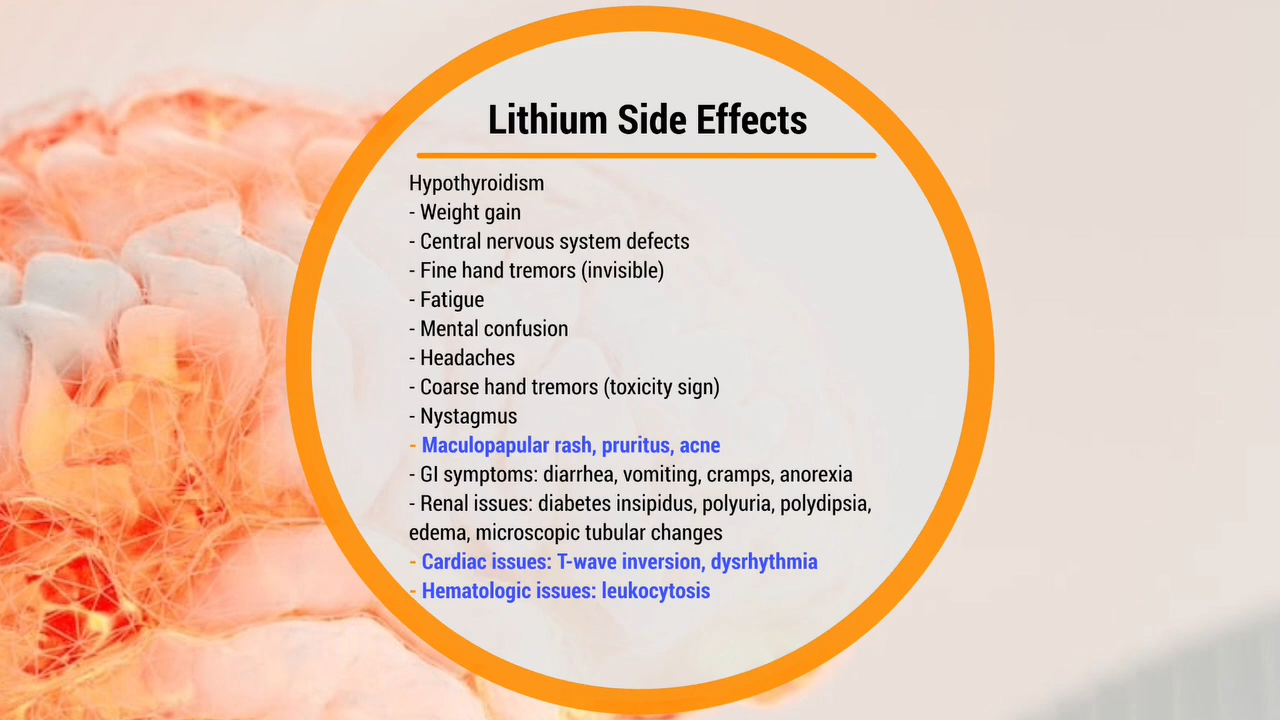 Lithium Side Effects
Hypothyroidism
- Weight gain
- Central nervous system defects
- Fine hand tremors (invisible)
- Fatigue
- Mental confusion
- Headaches
- Coarse hand tremors (toxicity sign)
- Nystagmus
- Maculopapular rash, pruritus, acne
- GI symptoms: diarrhea, vomiting, cramps, anorexia
- Renal issues: diabetes insipidus, polyuria, polydipsia,
edema, microscopic tubular changes
- Cardiac issues: T-wave inversion, dysrhythmia
- Hematologic issues: leukocytosis